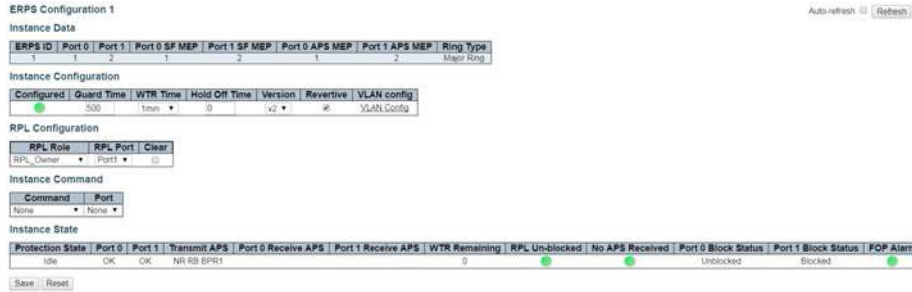 ERPS Configuration 1
Auto-refresh Refresh
Instance Data
ERPS ID Port 0 Port 1 Port 0 SF MEP Port 1 SF MEP Port 0 APS MEP Port 1 APS MEP Ring Type
1 1 2 1 2 1 2 Major Ring
Instance Configuration
Configured Guard Time WTR Time Hold Off Time Version Revertive VLAN config
500 1min 0 v2 VLAN Config
RPL Configuration
RPL Role RPL Port Clear
RPL_Owner Port1
Instance Command
Command Port
None None
Instance State
Protection State Port 0 Port 1 Transmit APS Port 0 Receive APS Port 1 Receive APS WTR Remaining RPL Un-blocked No APS Received Port 0 Block Status Port 1 Block Status FOP Alarm
Idle OK OK NR RB BPR1 0 Unblocked Blocked
Save Reset